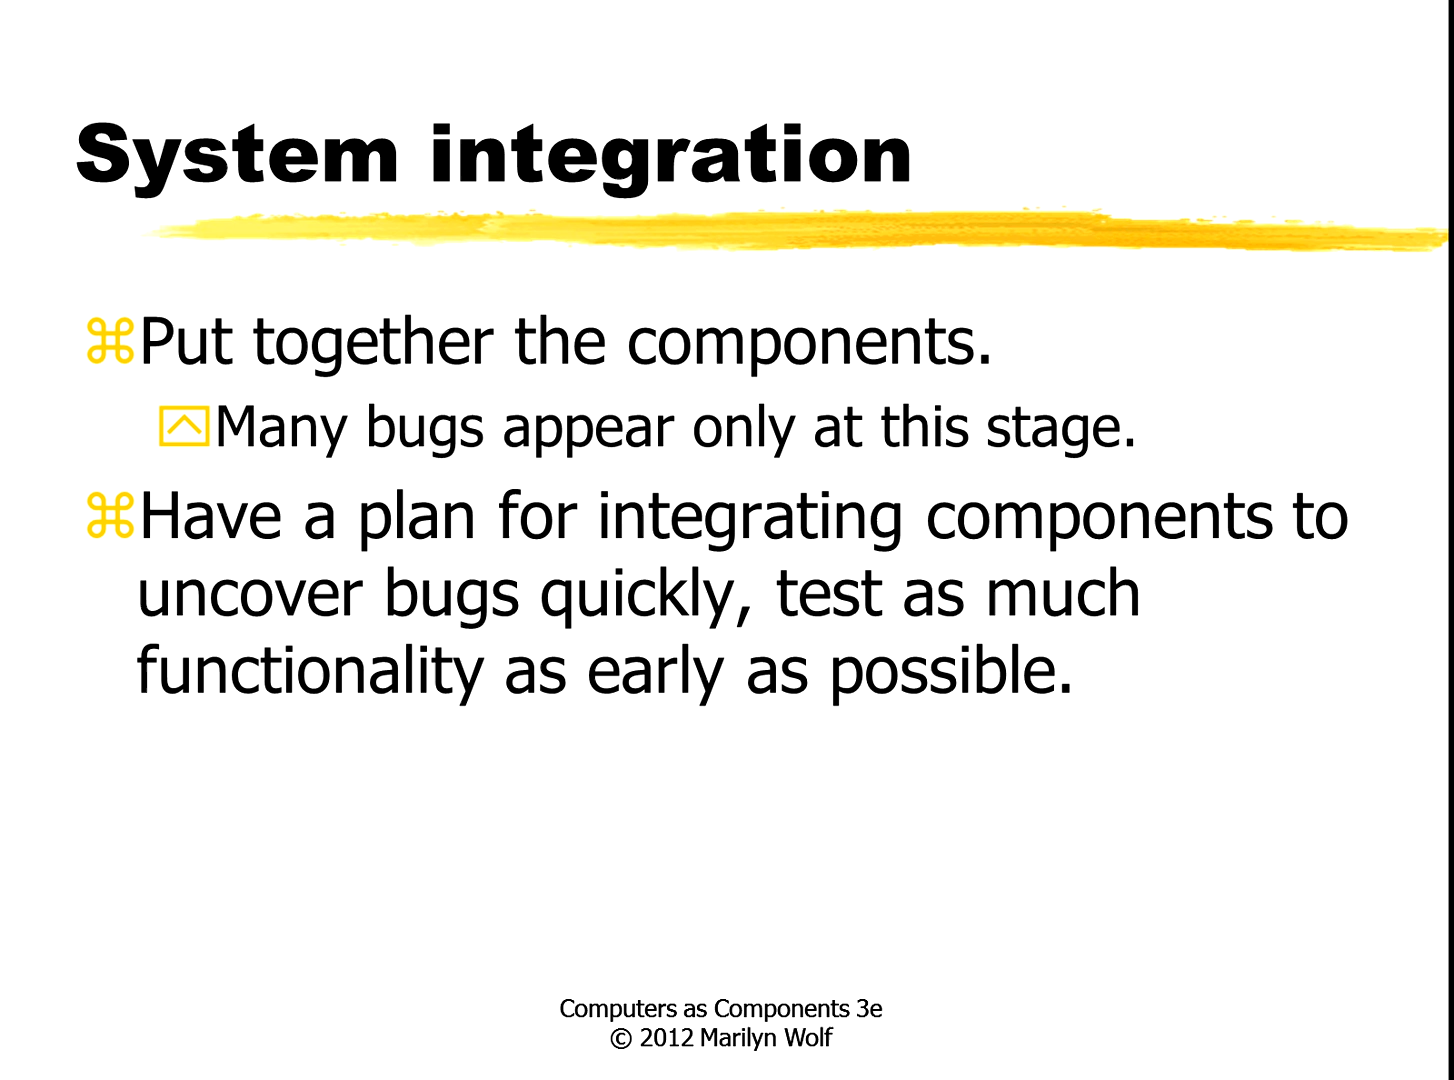 System integration
⌘Put together the components.
Many bugs appear only at this stage.
⌘Have a plan for integrating components to
uncover bugs quickly, test as much
functionality as early as possible.
Computers as Components 3e
© 2012 Marilyn Wolf